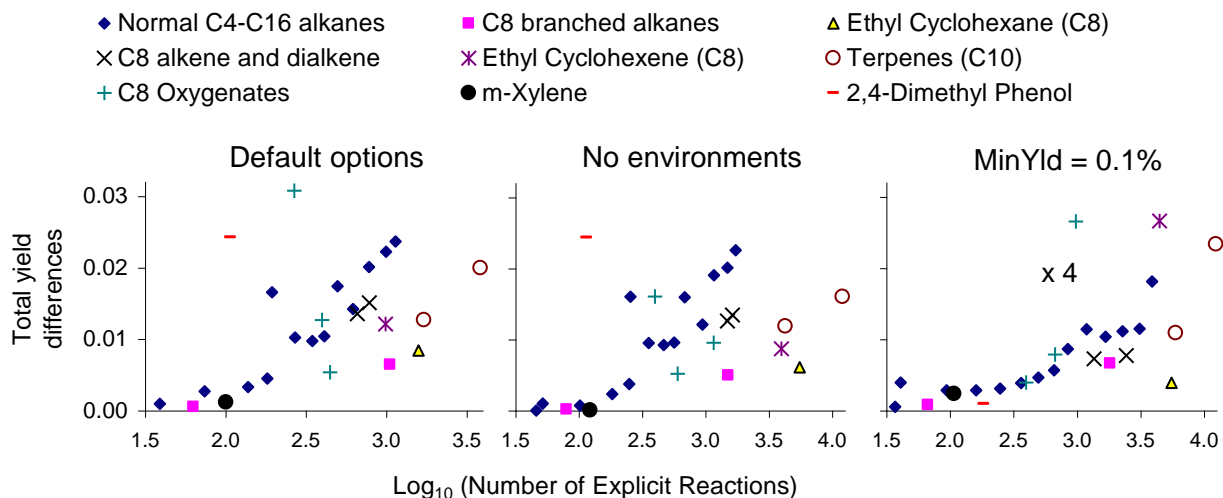 Normal C4-C16 alkanes C8 branched alkanes Ethyl Cyclohexane (C8)
C8 alkene and dialkene Ethyl Cyclohexene (C8) Terpenes (C10)
C8 Oxygenates m-Xylene 2,4-Dimethyl Phenol
Default options No environments MinYld = 0.1%
Total yield
differences
0.03
0.02
0.01
0.00
x 4
1.5 2.0 2.5 3.0 3.5 1.5 2.0 2.5 3.0 3.5 4.0 1.5 2.0 2.5 3.0 3.5 4.0
Log10 (Number of Explicit Reactions)